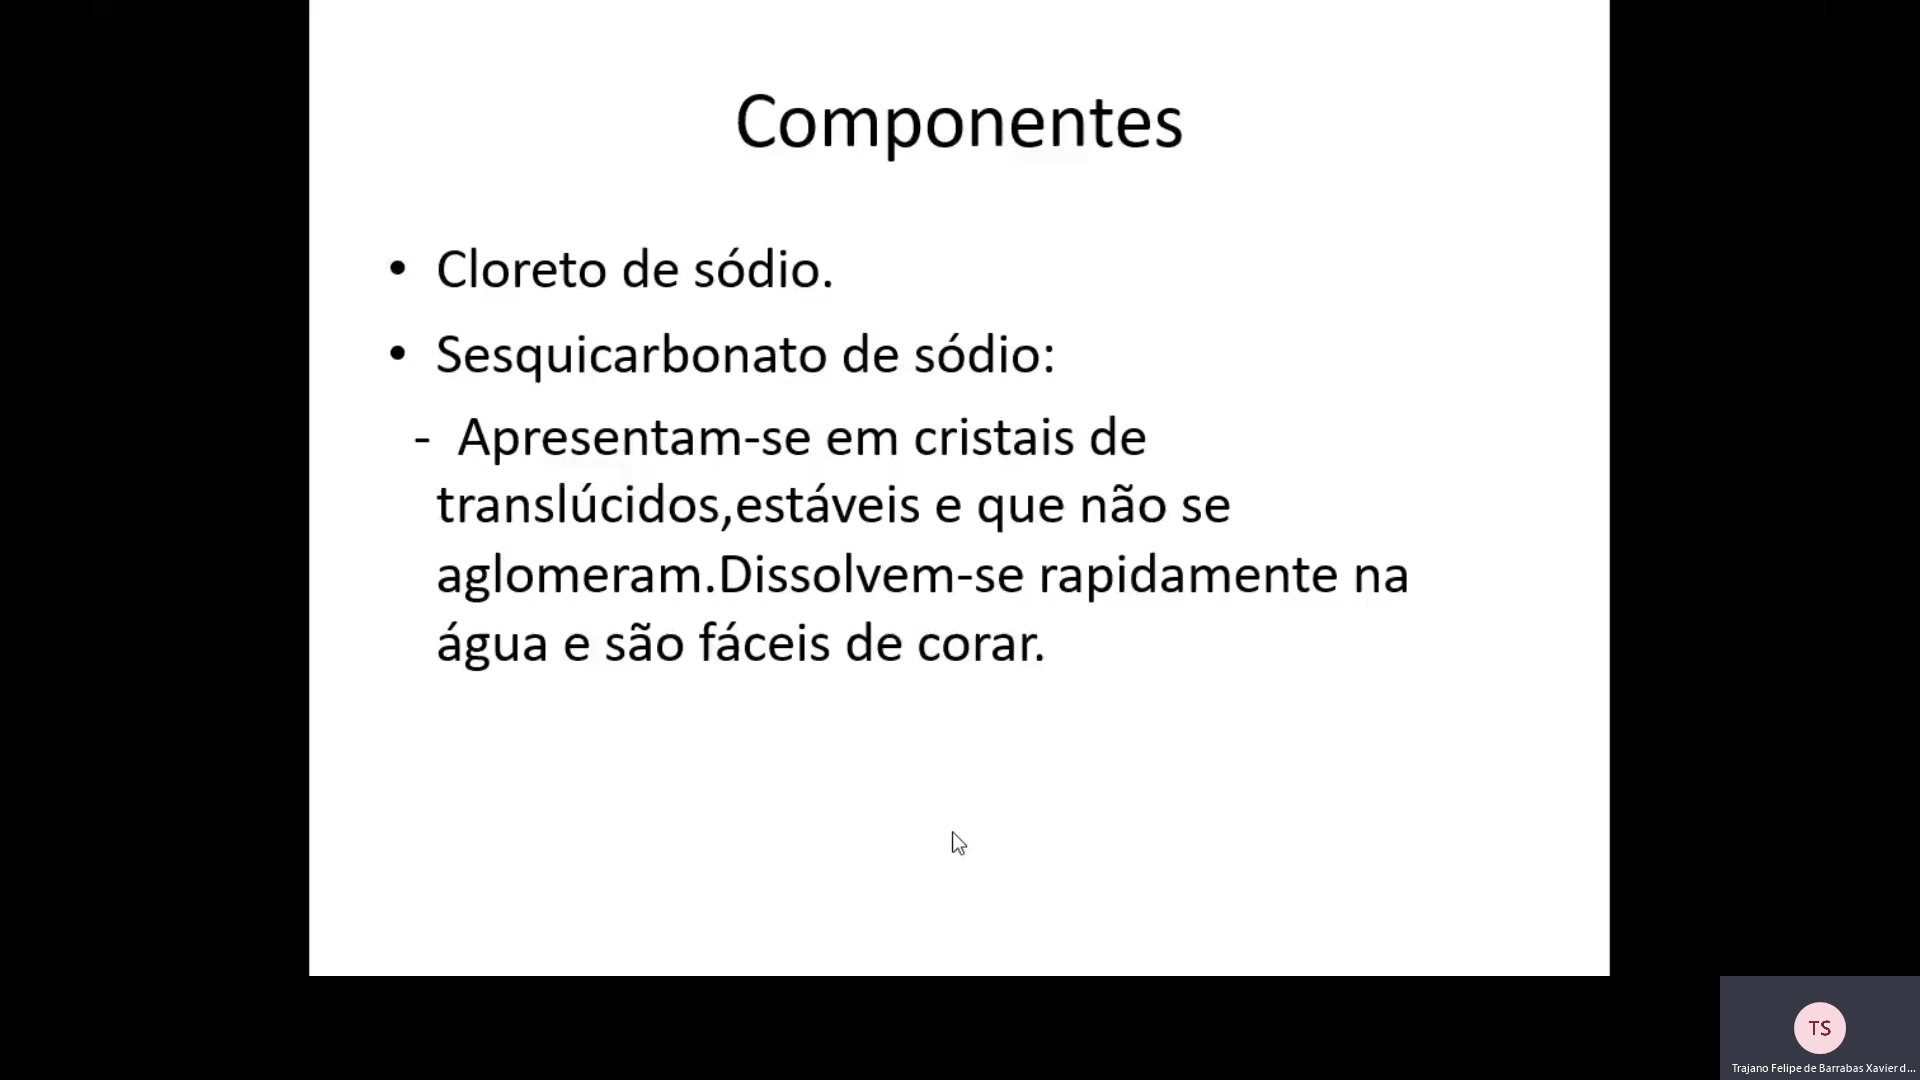 Componentes
• Cloreto de sódio.
• Sesquicarbonato de sódio:
- Apresentam-se em cristais de
translúcidos,estáveis e que não se
aglomeram.Dissolvem-se rapidamente na
água e são fáceis de corar.
TS
Trajano Felipe de Barrabas Xavier d...